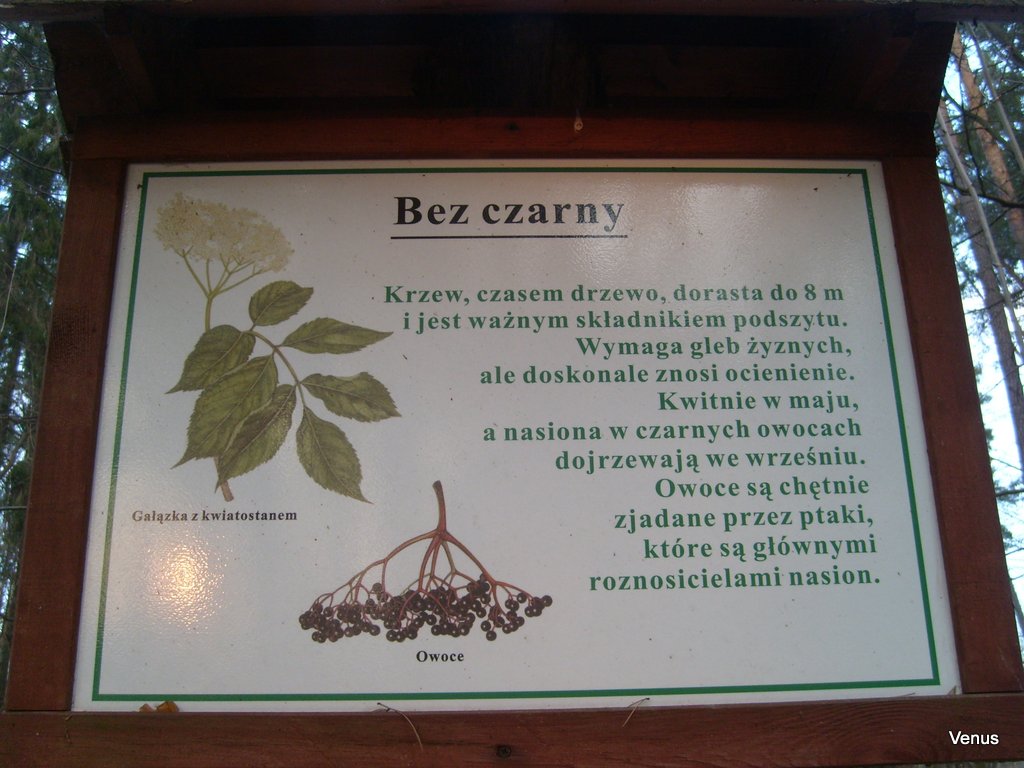 Bez czarny
Krzew, czasem drzewo, dorasta do 8 m
i jest ważnym składnikiem podszytu.
Wymaga gleb żyznych,
ale doskonale znosi ocienienie.
Kwitnie w maju,
a nasiona w czarnych owocach
dojrzewają we wrześniu.
Owoce są chętnie
zjadane przez ptaki,
które są głównymi
roznosicielami nasion.
Gałązka z kwiatostanem
Owoce
Venus